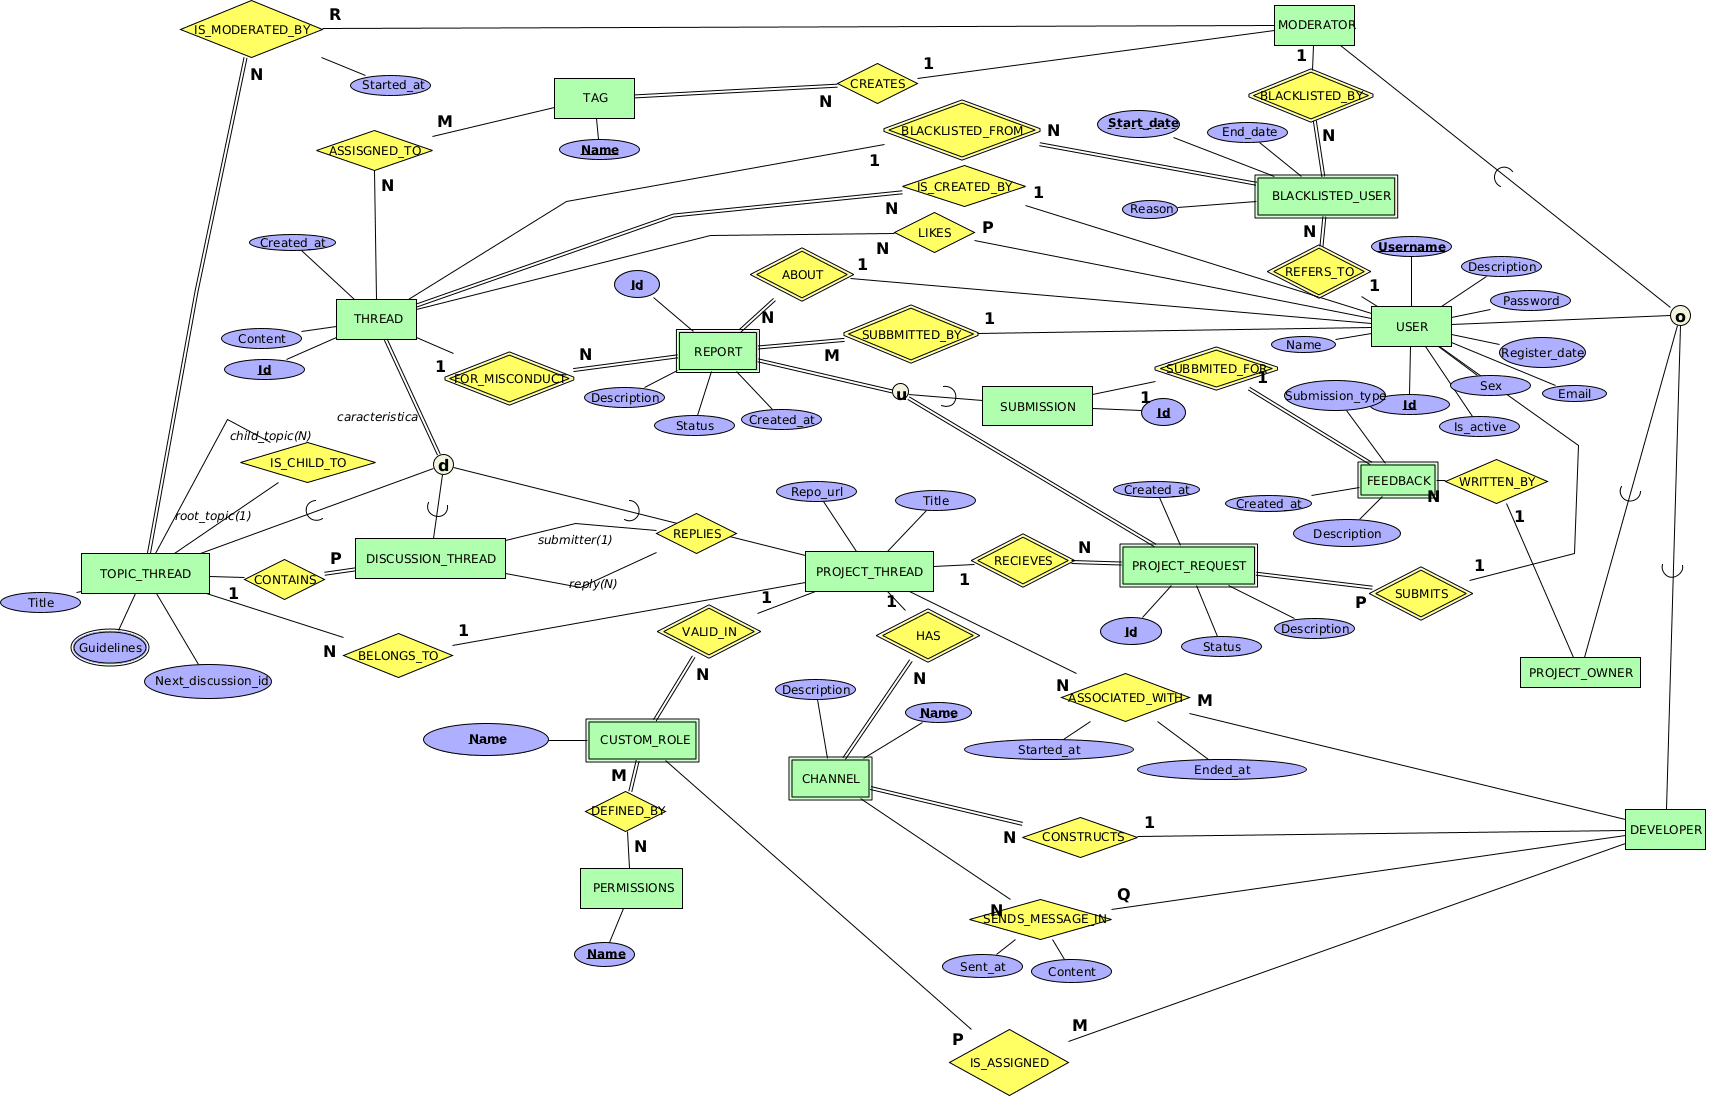 R
IS_MODERATED_BY
MODERATOR
1
1
N
CREATES
Started_at
TAG
BLACKLISTED_BY
N
M
Start_date
BLACKLISTED_FROM
N
End_date
N
ASSISGNED_TO
Name
1
N
IS_CREATED_BY
1
BLACKLISTED_USER
Reason
N
LIKES
P
N
Created_at
N
Username
1
ABOUT
Description
REFERS_TO
Id
1
Password
THREAD
N
1
USER
Content
SUBBMITTED_BY
Name
REPORT
M
N
Register_date
1
SUBBMITED_FOR
Id
FOR_MISCONDUCT
1
Sex
u
Description
1
Submission_type
Email
SUBMISSION
Id
Id
caracteristica
Status
Created_at
Is_active
child_topic(N)
IS_CHILD_TO
d
FEEDBACK
WRITTEN_BY
Repo_url
Title
Created_at
N
Created_at
root_topic(1)
1
submitter(1)
REPLIES
Description
P
DISCUSSION_THREAD
N
TOPIC_THREAD
RECIEVES
PROJECT_THREAD
PROJECT_REQUEST
1
CONTAINS
1
reply(N)
1
1
SUBMITS
Title
P
1
VALID_IN
HAS
Id
Description
Guidelines
N
BELONGS_TO
Status
N
N
PROJECT_OWNER
Next_discussion_id
N
Description
ASSOCIATED_WITH
M
Name
Name
CUSTOM_ROLE
Started_at
Ended_at
M
CHANNEL
DEFINED_BY
1
DEVELOPER
N
CONSTRUCTS
N
PERMISSIONS
Q
N
SENDS_MESSAGE_IN
Name
Sent_at
Content
M
P
IS_ASSIGNED
o